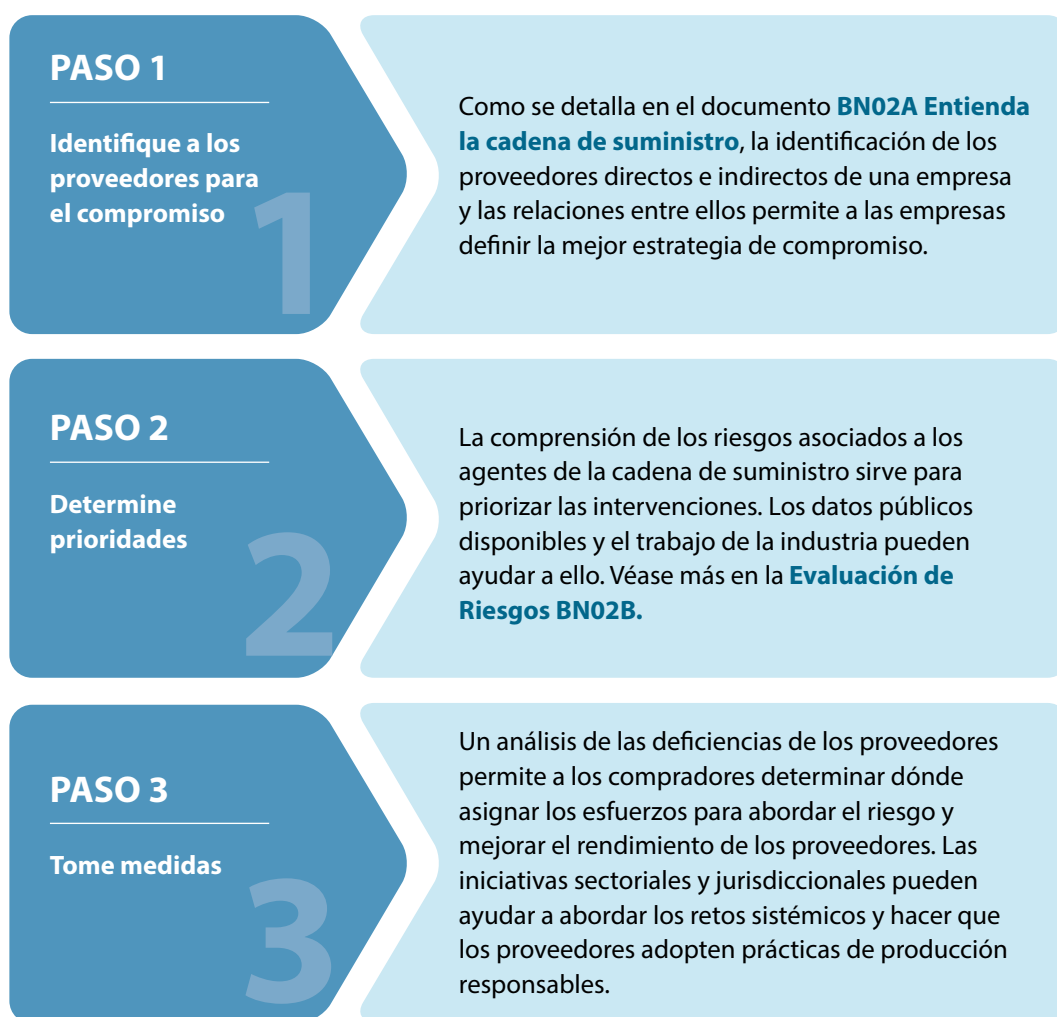 PASO 1
Identifique a los
proveedores para
el compromiso
1
Como se detalla en el documento BN02A Entienda
la cadena de suministro, la identificación de los
proveedores directos e indirectos de una empresa
y las relaciones entre ellos permite a las empresas
definir la mejor estrategia de compromiso.
PASO 2
Determine
prioridades
2
La comprensión de los riesgos asociados a los
agentes de la cadena de suministro sirve para
priorizar las intervenciones. Los datos públicos
disponibles y el trabajo de la industria pueden
ayudar a ello. Véase más en la Evaluación de
Riesgos BN02B.
PASO 3
Tome medidas
3
Un análisis de las deficiencias de los proveedores
permite a los compradores determinar dónde
asignar los esfuerzos para abordar el riesgo y
mejorar el rendimiento de los proveedores. Las
iniciativas sectoriales y jurisdiccionales pueden
ayudar a abordar los retos sistémicos y hacer que
los proveedores adopten prácticas de producción
responsables.